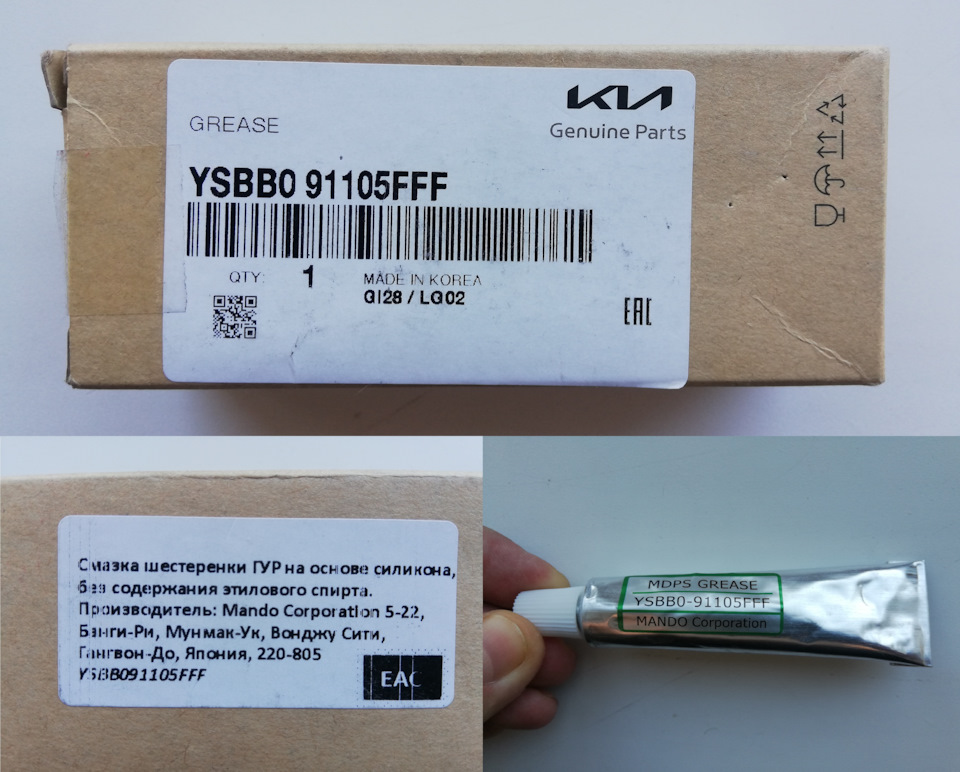 GREASE
KIA
Genuine Parts
YSBB0 91105FFF
QTY: 1 MADE IN KOREA
GI28 / LG02
EAC
Смазка шестеренки ГУР на основе силикона,
без содержания этилового спирта.
Производитель: Mando Corporation 5-22,
Банги-Ри, Мунмак-Ук, Вонджу Сити,
Гангвон-До, Япония, 220-805
YSBB091105FFF
EAC
MDPS GREASE
YSBB0-91105FFF
MANDO Corporation